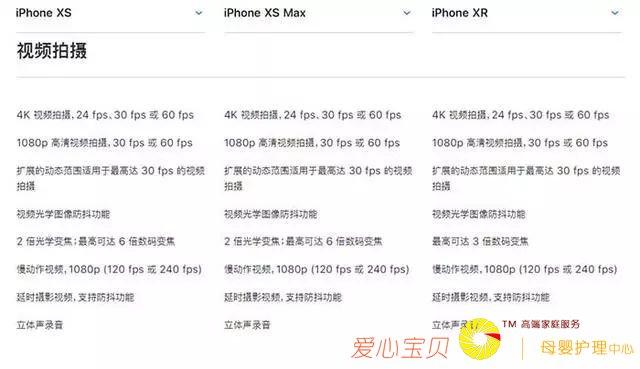 iPhone XS iPhone XS Max iPhone XR
视频拍摄
4K 视频拍摄, 24 fps、30 fps 或 60 fps 4K 视频拍摄, 24 fps、30 fps 或 60 fps 4K 视频拍摄, 24 fps、30 fps 或 60 fps
1080p 高清视频拍摄, 30 fps 或 60 fps 1080p 高清视频拍摄, 30 fps 或 60 fps 1080p 高清视频拍摄, 30 fps 或 60 fps
扩展的动态范围适用于最高达 30 fps 的视频 扩展的动态范围适用于最高达 30 fps 的视频 扩展的动态范围适用于最高达 30 fps 的视频
拍摄 拍摄 拍摄
视频光学图像防抖功能 视频光学图像防抖功能 视频光学图像防抖功能
2 倍光学变焦；最高可达 6 倍数码变焦 2 倍光学变焦；最高可达 6 倍数码变焦 最高可达 3 倍数码变焦
慢动作视频, 1080p (120 fps 或 240 fps) 慢动作视频, 1080p (120 fps 或 240 fps) 慢动作视频, 1080p (120 fps 或 240 fps)
延时摄影视频, 支持防抖功能 延时摄影视频, 支持防抖功能 延时摄影视频, 支持防抖功能
立体声录音 立体声录音 立体声录音
TM 高端家庭服务
爱心宝贝 母婴护理中心